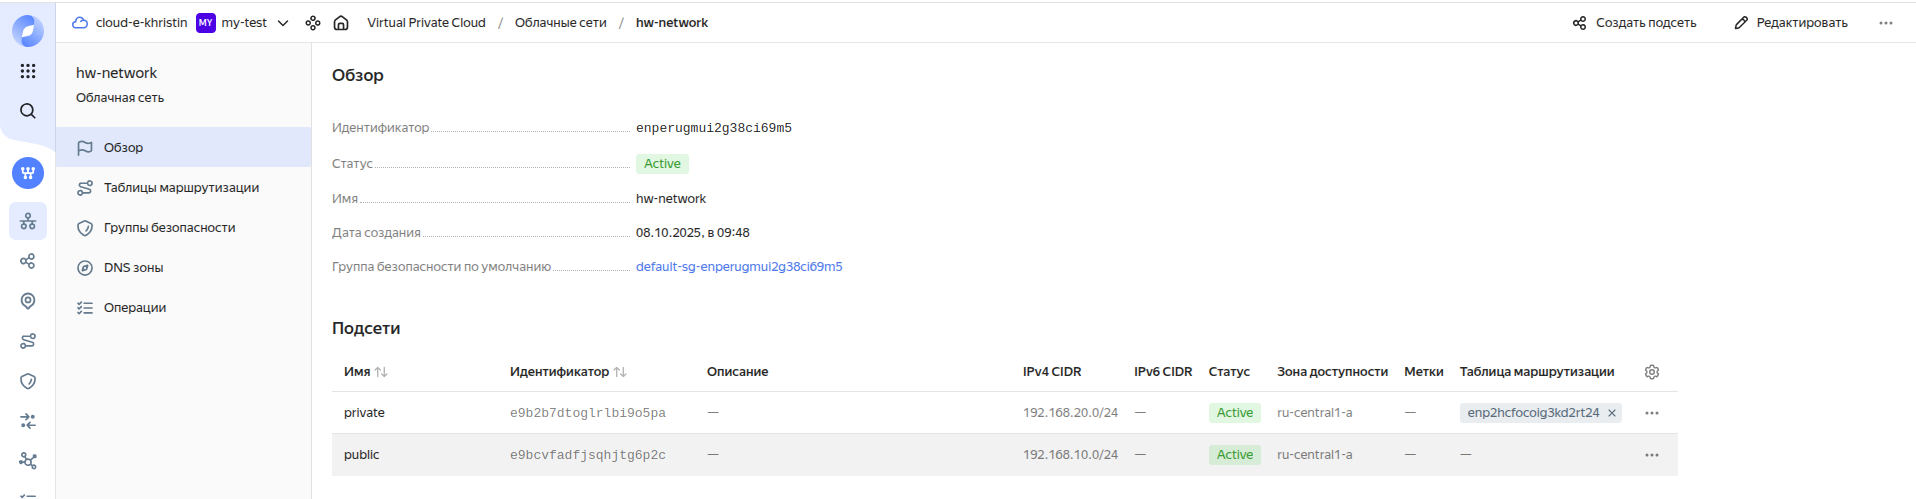 cloud-e-khristin MY my-test Virtual Private Cloud / Облачные сети / hw-network Создать подсеть Редактировать
hw-network
Облачная сеть
Обзор
Таблицы маршрутизации
Группы безопасности
DNS зоны
Операции
Обзор
Идентификатор enperugmui2g38ci69m5
Статус Active
Имя hw-network
Дата создания 08.10.2025, в 09:48
Группа безопасности по умолчанию default-sg-enperugmui2g38ci69m5
Подсети
Имя Идентификатор Описание IPv4 CIDR IPv6 CIDR Статус Зона доступности Метки Таблица маршрутизации
private e9b2b7dtoglrlbi9o5pa — 192.168.20.0/24 — Active ru-central1-a — enp2hcfocoig3kd2rt24
public e9bcvfadfjsqhjtg6p2c — 192.168.10.0/24 — Active ru-central1-a — —